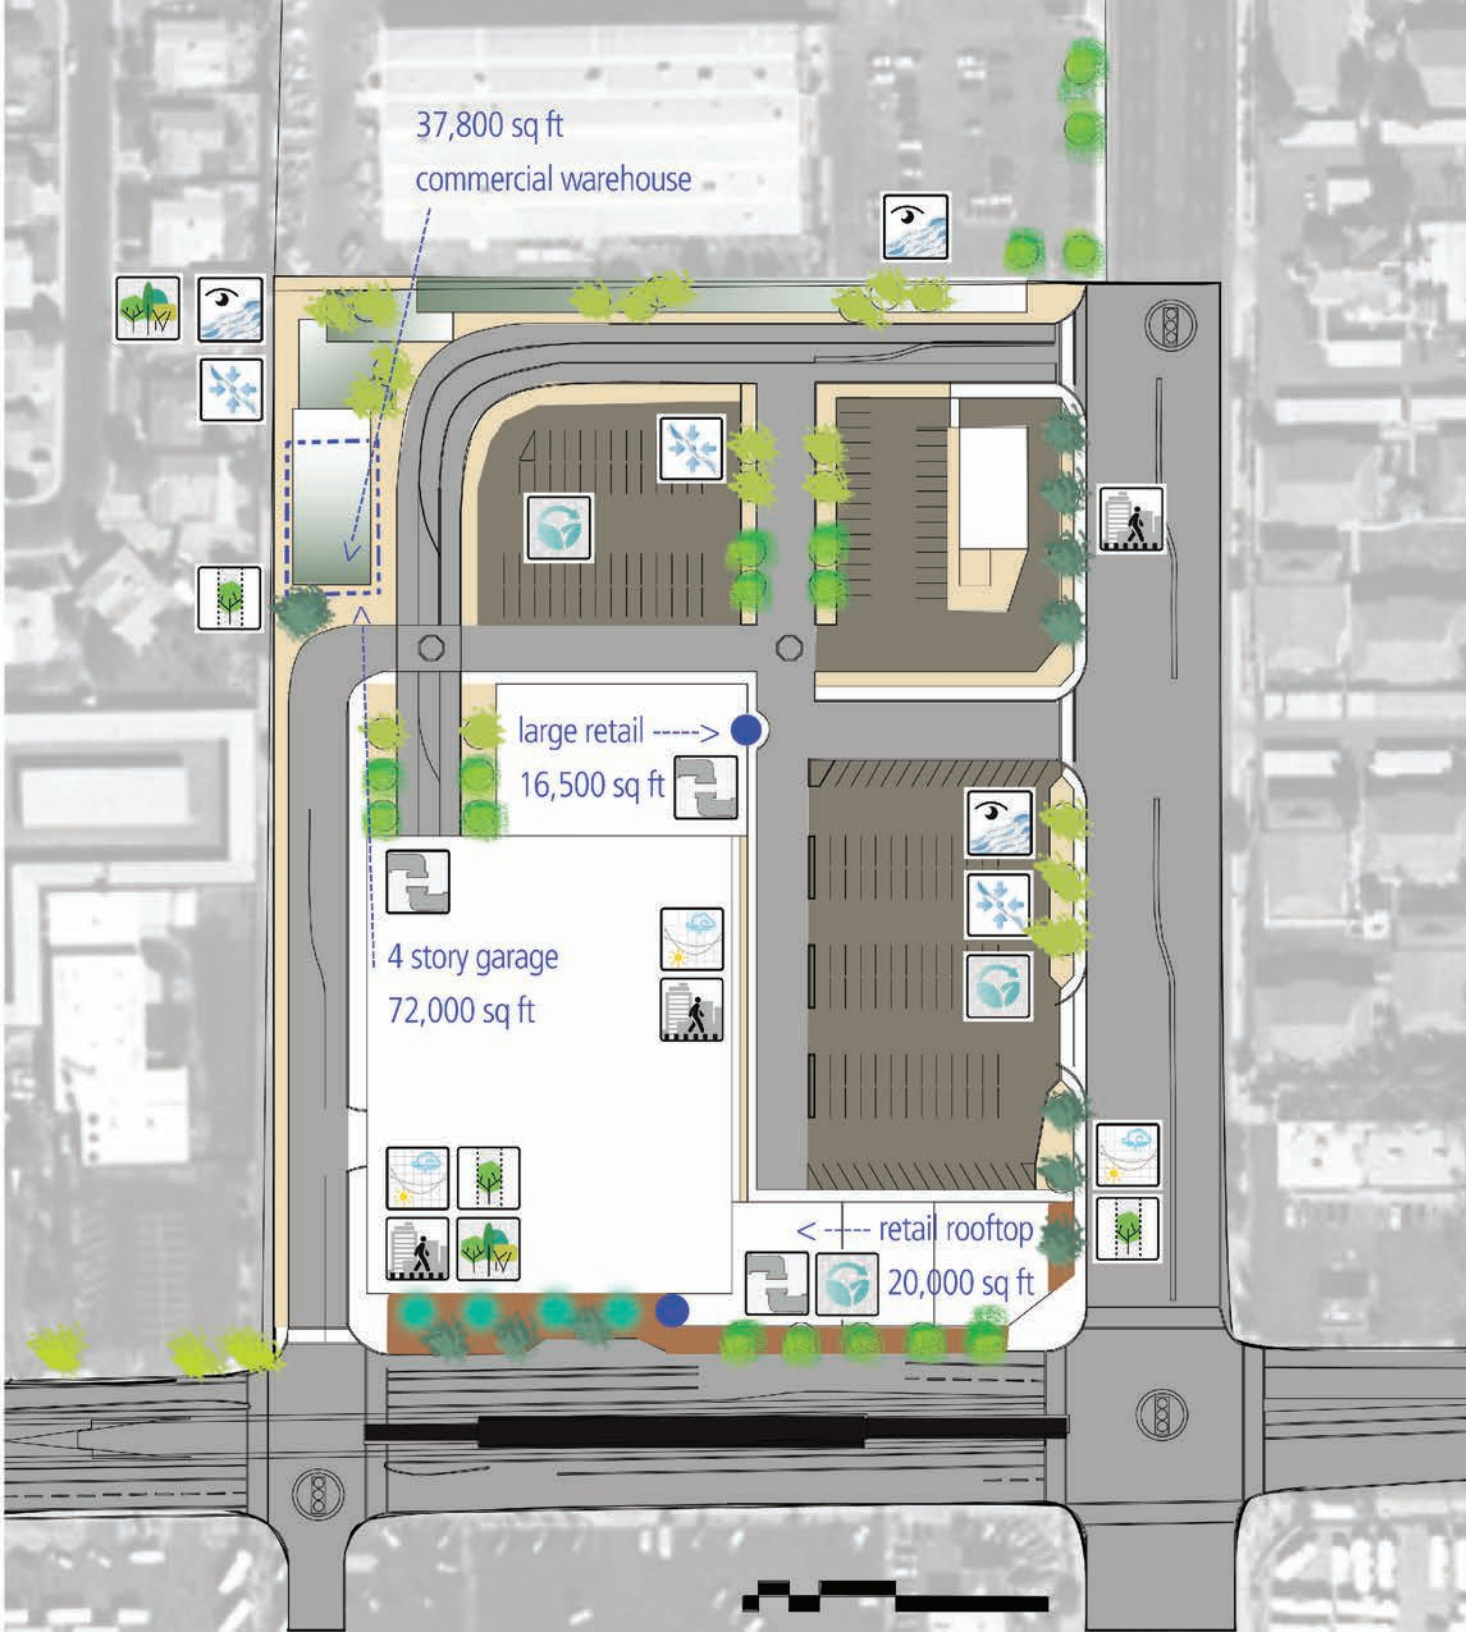 37,800 sq ft
commercial warehouse
large retail ----->
16,500 sq ft
4 story garage
72,000 sq ft
<----- retail rooftop
20,000 sq ft